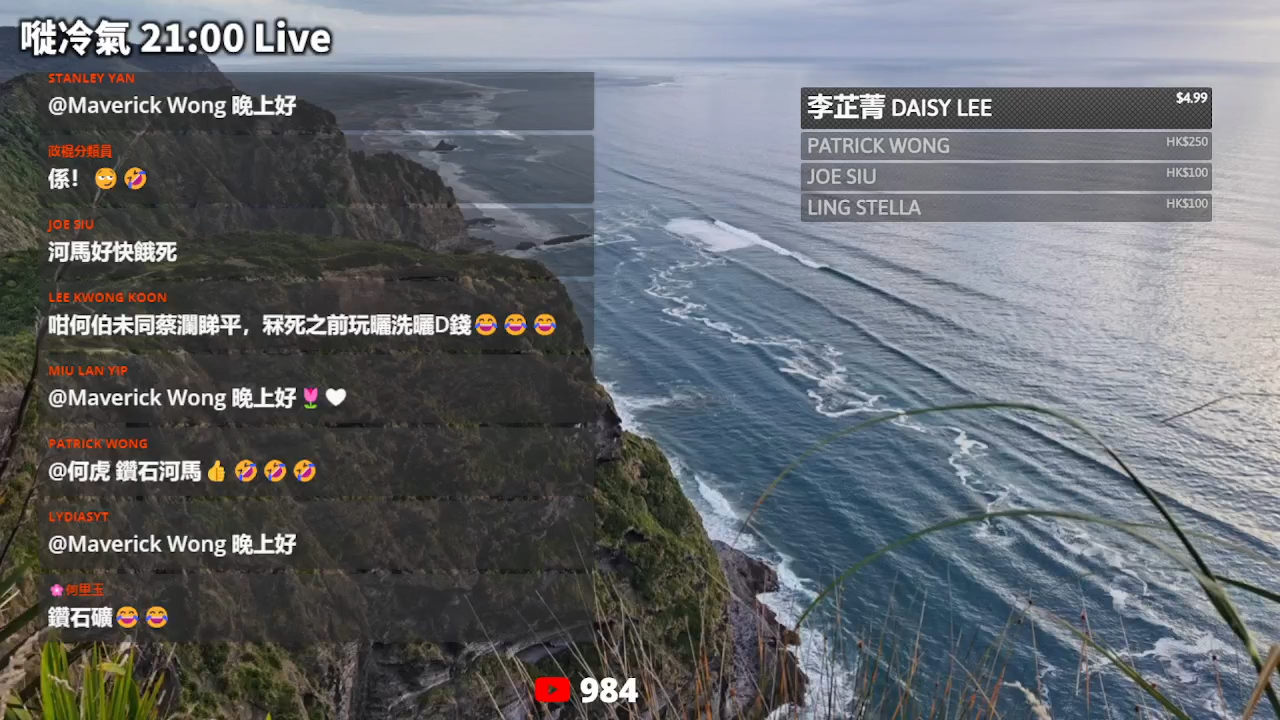 嘥冷氣 21:00 Live
STANLEY YAN
@Maverick Wong 晚上好
政棍分類員
係！🙄🤣
JOE SIU
河馬好快餓死
LEE KWONG KOON
咁何伯未同蔡瀾睇平，冧死之前玩曬洗曬D錢😂😂😂
MIU LAN YIP
@Maverick Wong 晚上好🌷🤍
PATRICK WONG
@何虎 鑽石河馬👍🤣🤣🤣
LYDIASYT
@Maverick Wong 晚上好
🌸何里玉
鑽石礦😂😂
李芷菁 DAISY LEE $4.99
PATRICK WONG HK$250
JOE SIU HK$100
LING STELLA HK$100
984